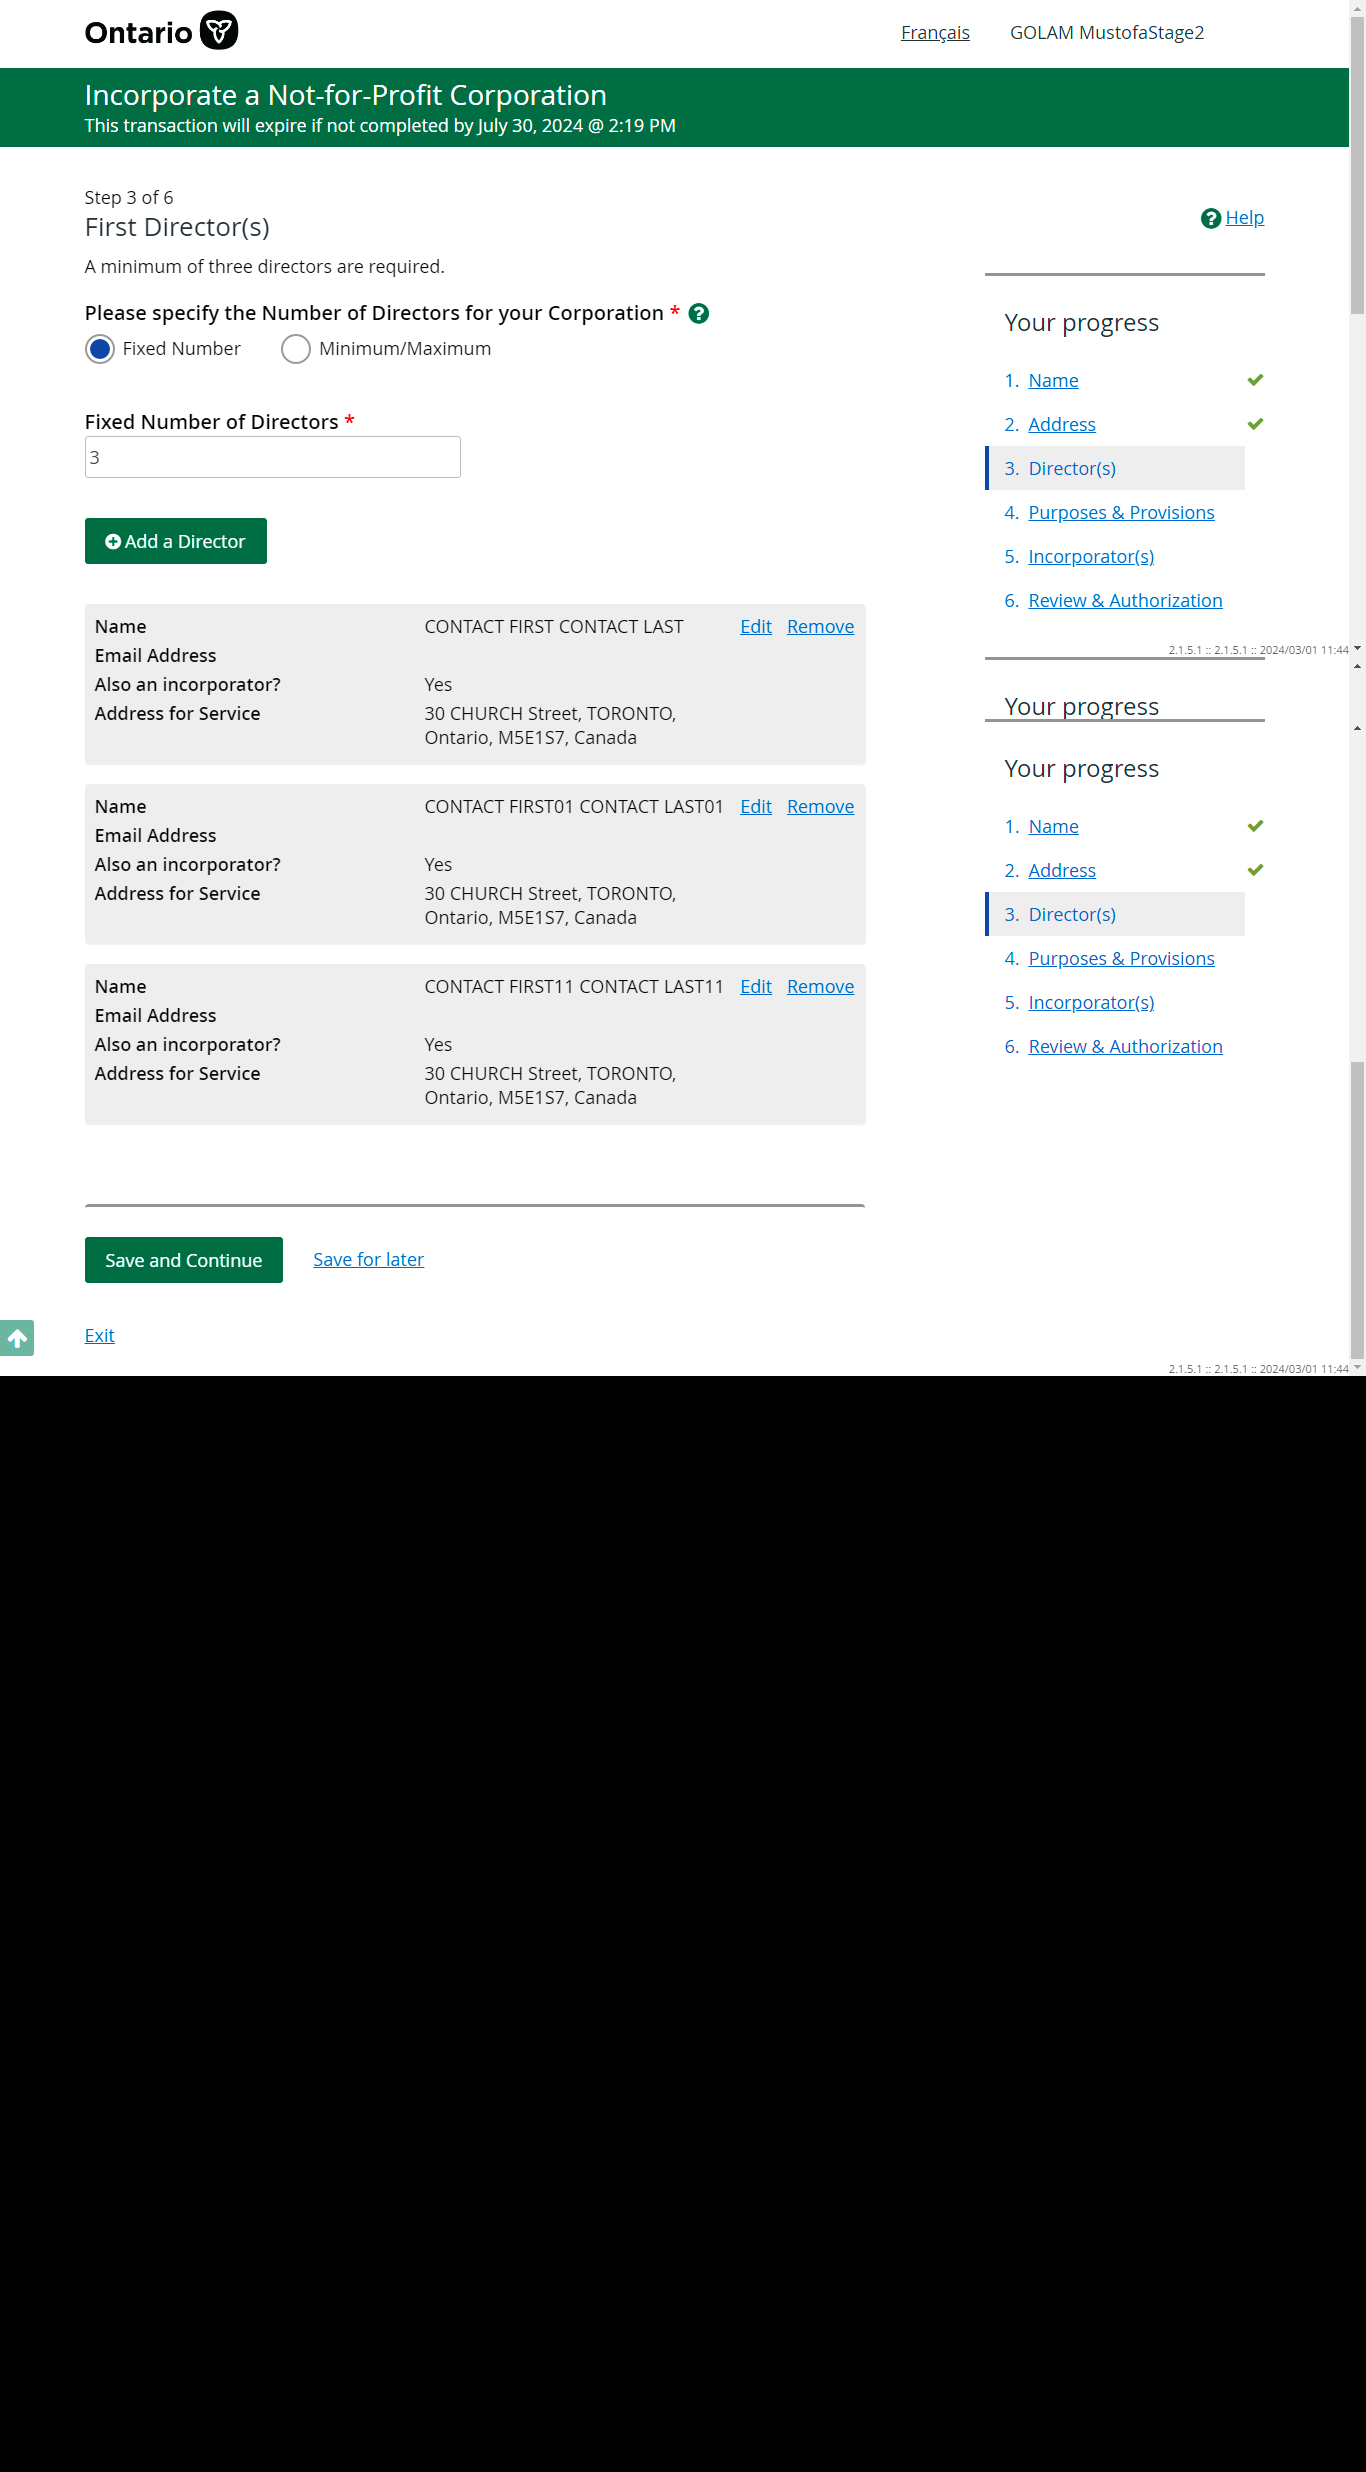 Ontario
Français GOLAM MustofaStage2
Incorporate a Not-for-Profit Corporation
This transaction will expire if not completed by July 30, 2024 @ 2:19 PM
Step 3 of 6
First Director(s)
Help
A minimum of three directors are required.
Please specify the Number of Directors for your Corporation *
Fixed Number Minimum/Maximum
Fixed Number of Directors *
3
Add a Director
Name CONTACT FIRST CONTACT LAST Edit Remove
Email Address
Also an incorporator? Yes
Address for Service 30 CHURCH Street, TORONTO,
Ontario, M5E1S7, Canada
Name CONTACT FIRST01 CONTACT LAST01 Edit Remove
Email Address
Also an incorporator? Yes
Address for Service 30 CHURCH Street, TORONTO,
Ontario, M5E1S7, Canada
Name CONTACT FIRST11 CONTACT LAST11 Edit Remove
Email Address
Also an incorporator? Yes
Address for Service 30 CHURCH Street, TORONTO,
Ontario, M5E1S7, Canada
Save and Continue Save for later
Exit
Your progress
1. Name
2. Address
3. Director(s)
4. Purposes & Provisions
5. Incorporator(s)
6. Review & Authorization
2.1.5.1 :: 2.1.5.1 :: 2024/03/01 11:44
Your progress
Your progress
1. Name
2. Address
3. Director(s)
4. Purposes & Provisions
5. Incorporator(s)
6. Review & Authorization
2.1.5.1 :: 2.1.5.1 :: 2024/03/01 11:44